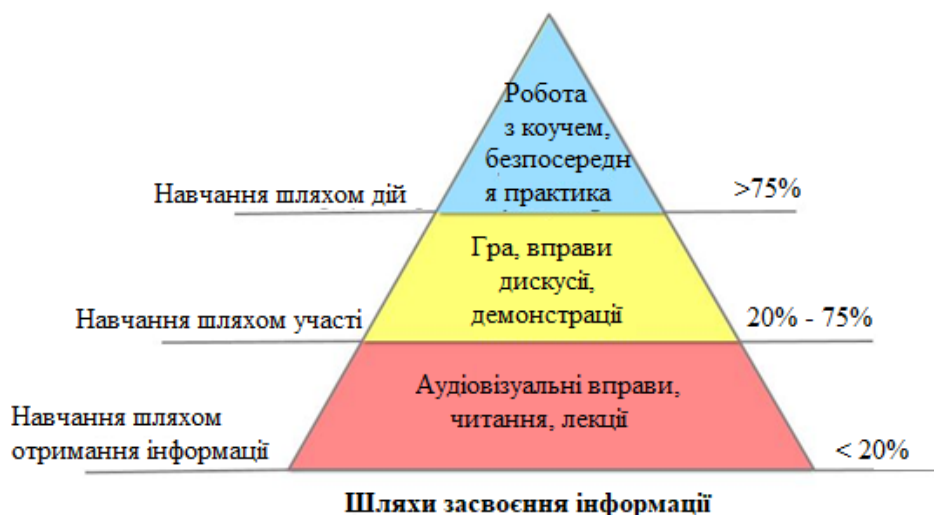 Робота
з коучем,
безпосередн
я практика
Навчання шляхом дій
>75%
Гра, вправи
дискусії,
демонстрації
Навчання шляхом участі
20% - 75%
Аудіовізуальні вправи,
читання, лекції
Навчання шляхом
отримання інформації
< 20%
Шляхи засвоєння інформації